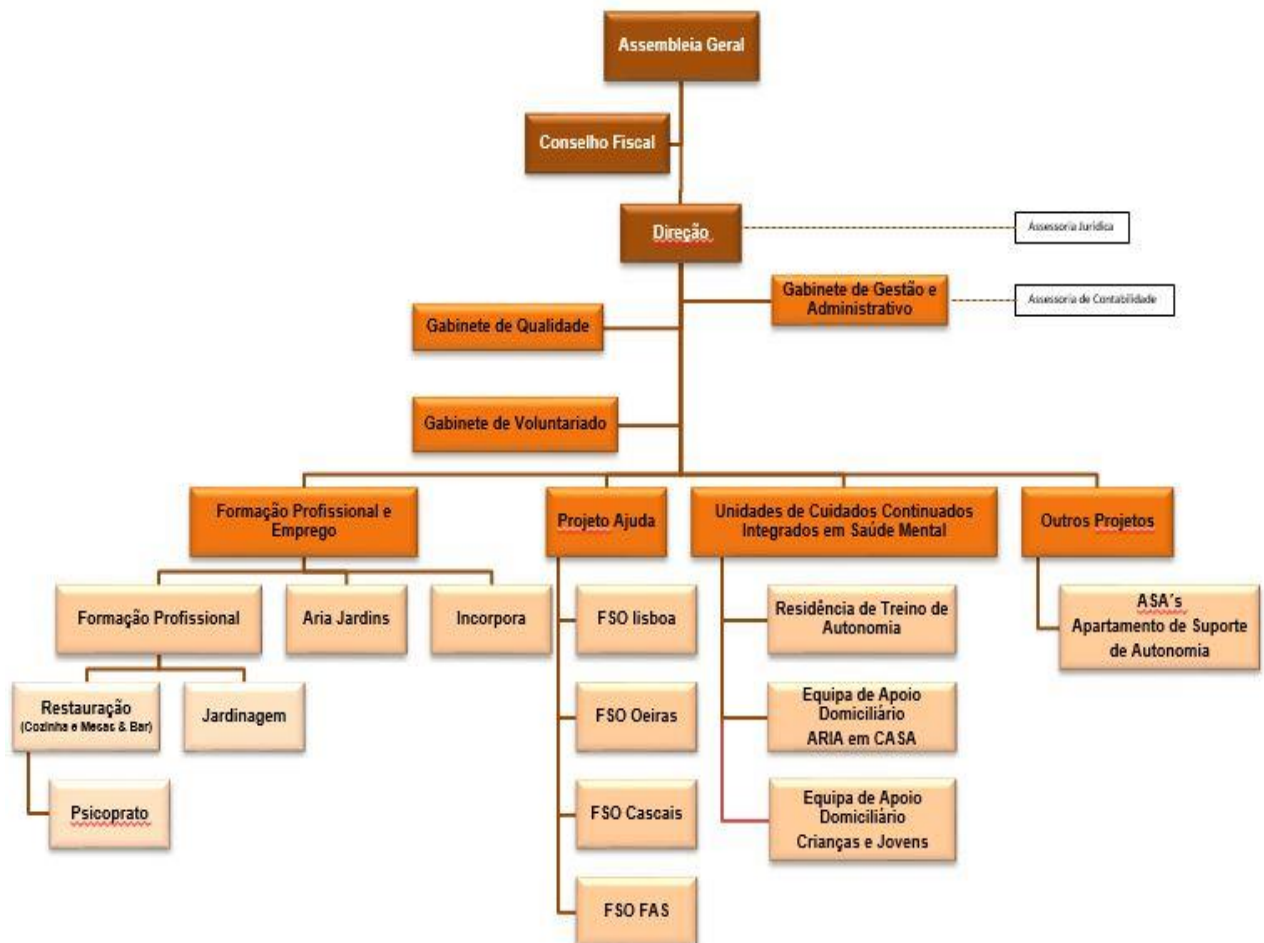 Assembleia Geral
Conselho Fiscal
Direção
Assessoria Jurídica
Gabinete de Gestão e
Administrativo
Assessoria de Contabilidade
Gabinete de Qualidade
Gabinete de Voluntariado
Formação Profissional e
Emprego
Projeto Ajuda
Unidades de Cuidados Continuados
Integrados em Saúde Mental
Outros Projetos
Formação Profissional
Aria Jardins
Incorpora
FSO lisboa
Residência de Treino de
Autonomia
ASA´s
Apartamento de Suporte
de Autonomia
Restauração
(Cozinha e Mesas & Bar)
Jardinagem
FSO Oeiras
Equipa de Apoio
Domiciliário
ARIA em CASA
Psicoprato
FSO Cascais
Equipa de Apoio
Domiciliário
Crianças e Jovens
FSO FAS